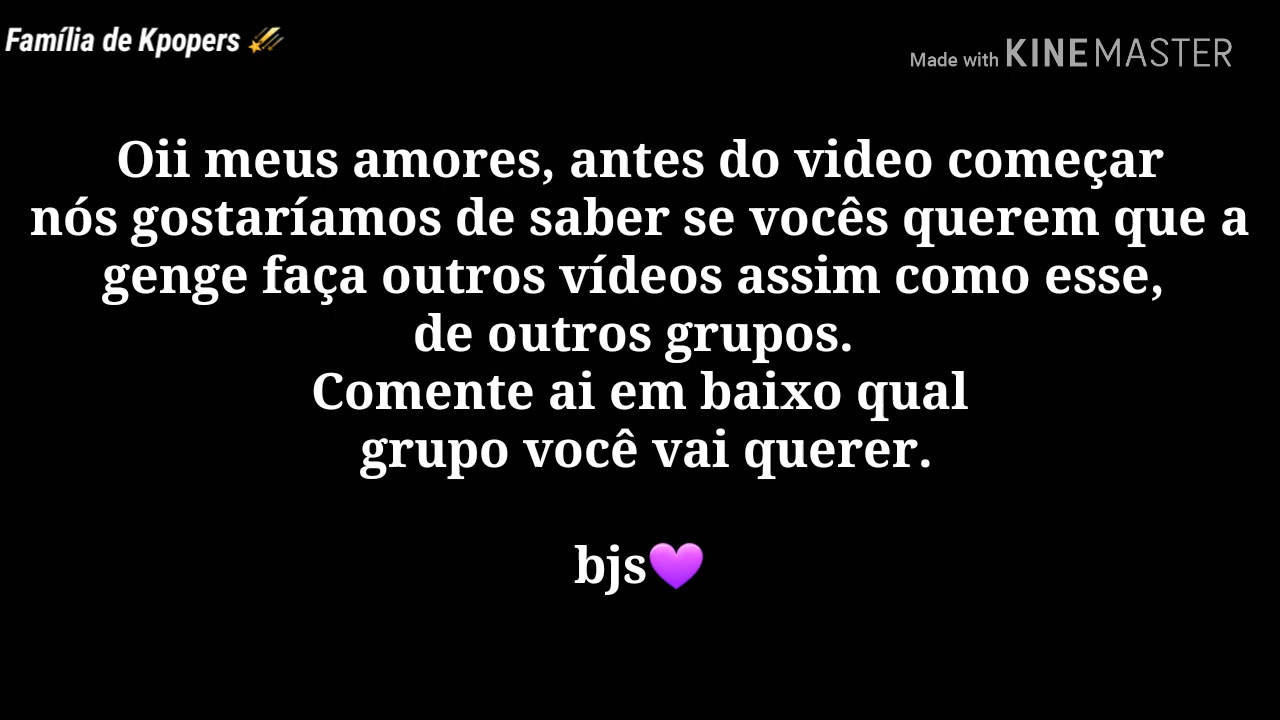 Família de Kpopers 🌠
Made with KINEMASTER
Oii meus amores, antes do video começar
nós gostaríamos de saber se vocês querem que a
genge faça outros vídeos assim como esse,
de outros grupos.
Comente ai em baixo qual
grupo você vai querer.
bjs💜